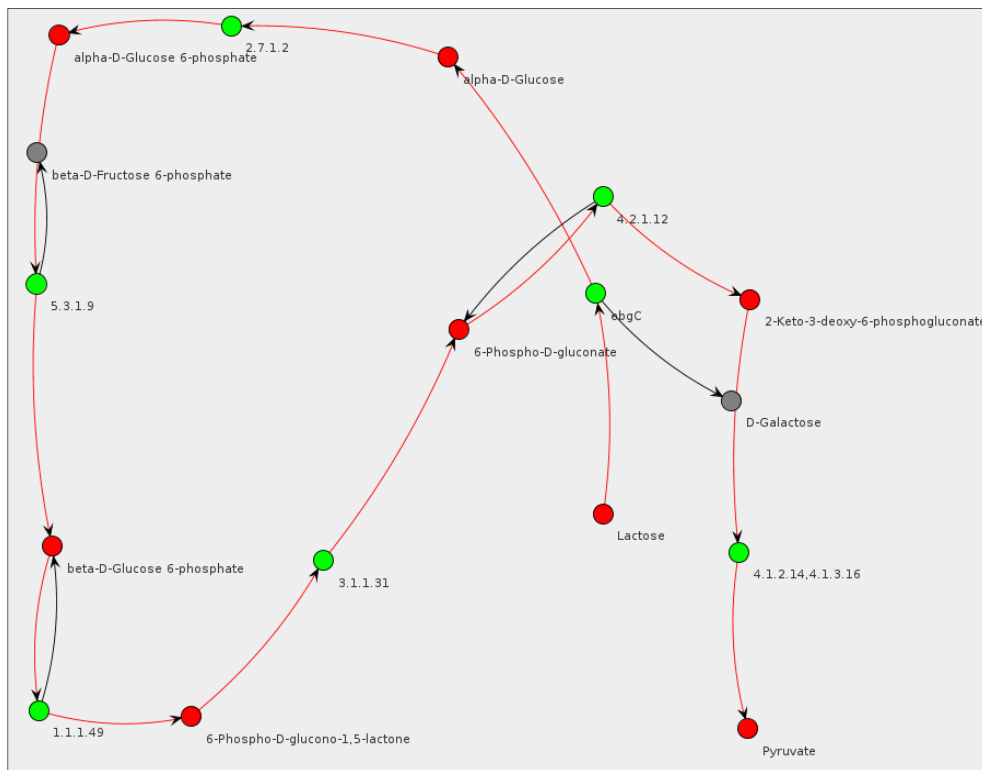 2.7.1.2
alpha-D-Glucose 6-phosphate
alpha-D-Glucose
beta-D-Fructose 6-phosphate
4.2.1.12
5.3.1.9
ebgC
2-Keto-3-deoxy-6-phosphogluconate
6-Phospho-D-gluconate
D-Galactose
Lactose
beta-D-Glucose 6-phosphate
3.1.1.31
4.1.2.14,4.1.3.16
1.1.1.49
6-Phospho-D-glucono-1,5-lactone
Pyruvate